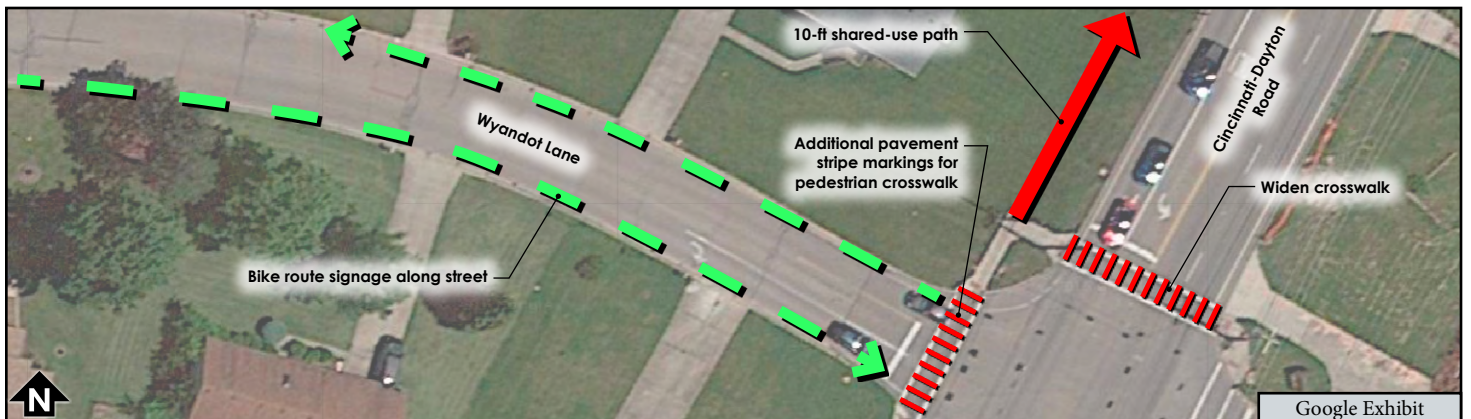 10-ft shared-use path
Cincinnati-Dayton
Road
Wyandot Lane
Additional pavement
stripe markings for
pedestrian crosswalk
Widen crosswalk
Bike route signage along street
N
Google Exhibit